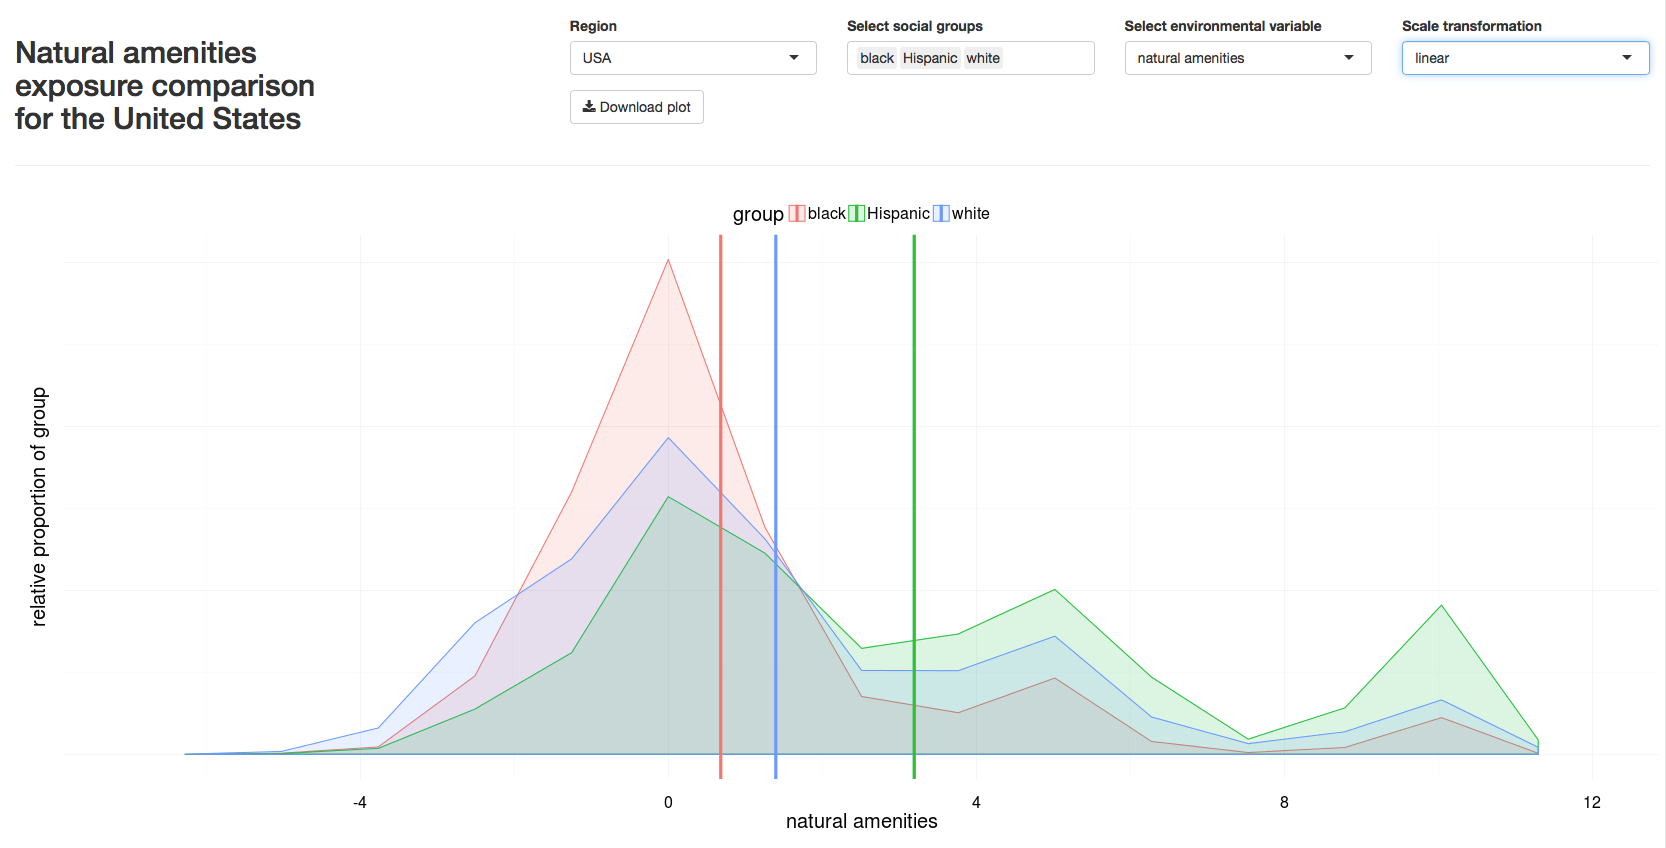 Natural amenities
exposure comparison
for the United States
Region
USA
Download plot
Select social groups
black Hispanic white
Select environmental variable
natural amenities
Scale transformation
linear
group black Hispanic white
relative proportion of group
-4 0 4 8 12
natural amenities